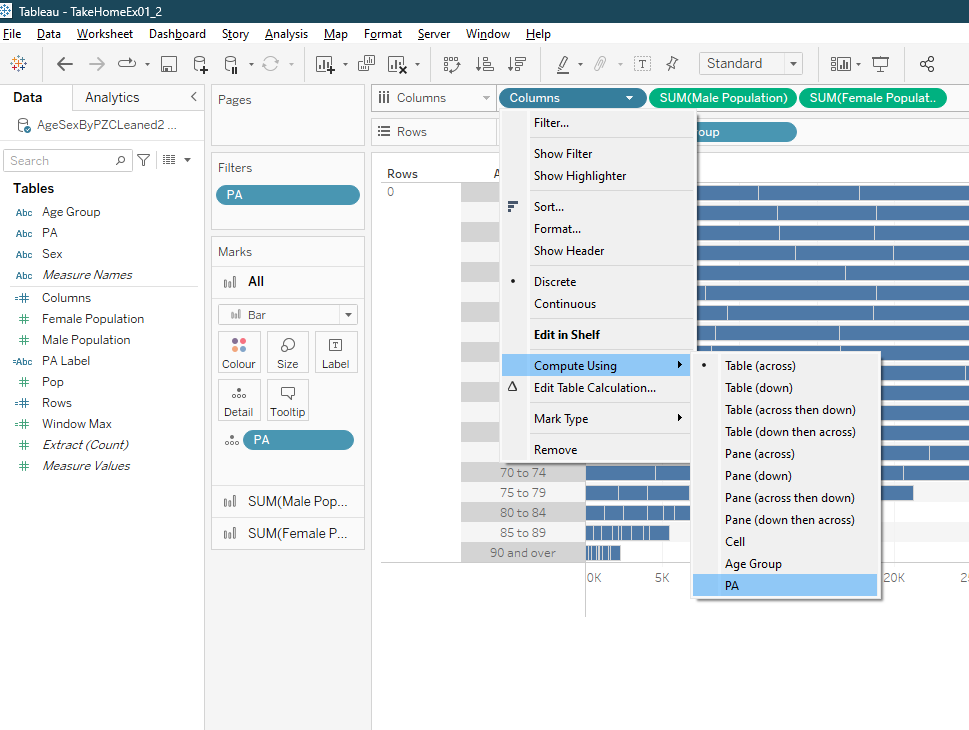 Tableau - TakeHomeEx01_2
File Data Worksheet Dashboard Story Analysis Map Format Server Window Help
Standard
Data Analytics
AgeSexByPZCLeaned2 ...
Search
Tables
Abc Age Group
Abc PA
Abc Sex
Abc Measure Names
=# Columns
# Female Population
# Male Population
=Abc PA Label
# Pop
=# Rows
=# Window Max
# Extract (Count)
# Measure Values
Pages
Filters
PA
Marks
All
Bar
Colour Size Label
Detail Tooltip
PA
SUM(Male Pop...
SUM(Female P...
Columns Columns SUM(Male Population) SUM(Female Populat..
Rows oup
Rows A
0
Filter...
Show Filter
Show Highlighter
Sort...
Format...
Show Header
Discrete
Continuous
Edit in Shelf
Compute Using
Edit Table Calculation...
Mark Type
Remove
Table (across)
Table (down)
Table (across then down)
Table (down then across)
Pane (across)
Pane (down)
Pane (across then down)
Pane (down then across)
Cell
Age Group
PA
70 to 74
75 to 79
80 to 84
85 to 89
90 and over
0K 5K 20K 25